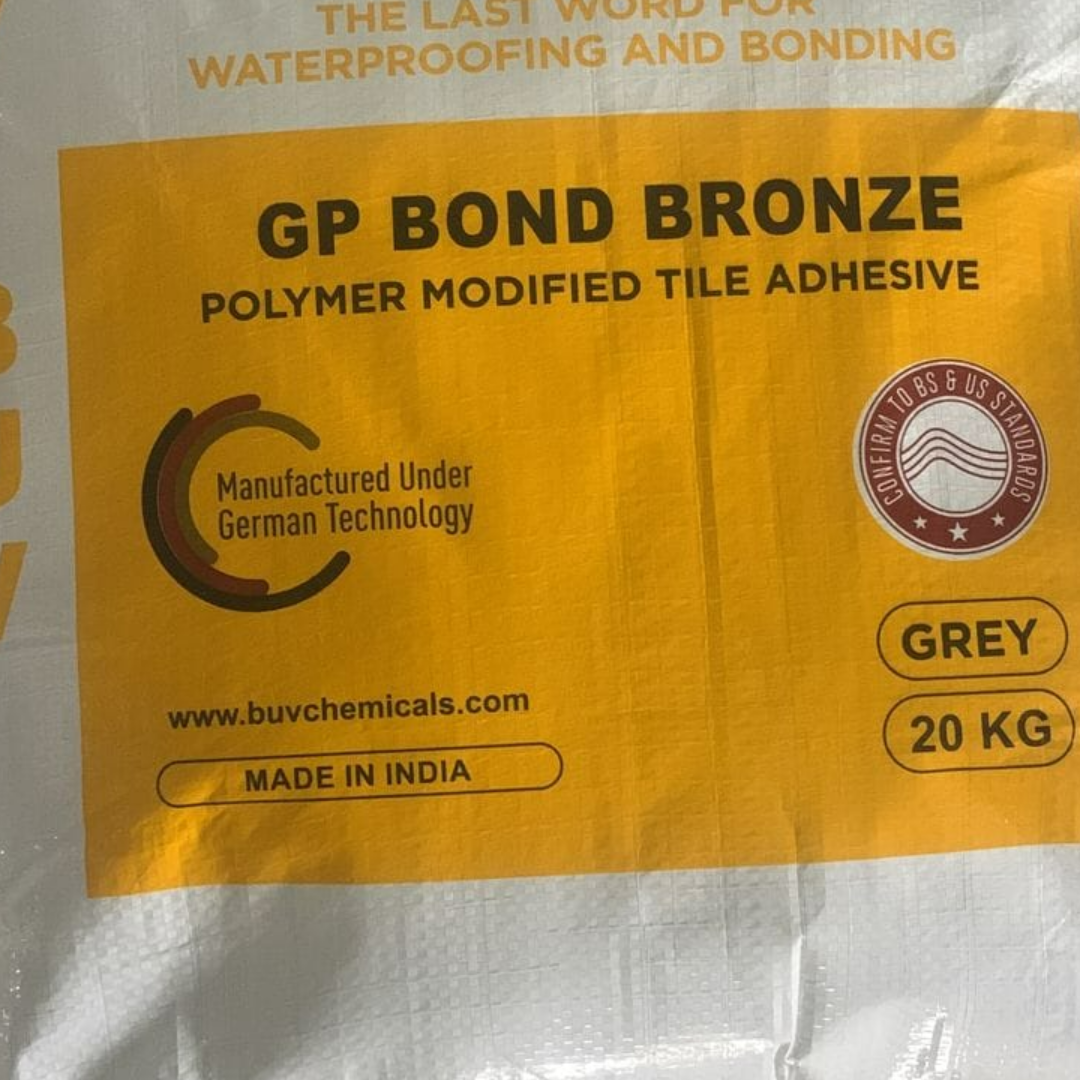 THE LAST WORD FOR
WATERPROOFING AND BONDING
GP BOND BRONZE
POLYMER MODIFIED TILE ADHESIVE
Manufactured Under
German Technology
CONFIRM TO BS & US STANDARDS
GREY
20 KG
www.buvchemicals.com
MADE IN INDIA